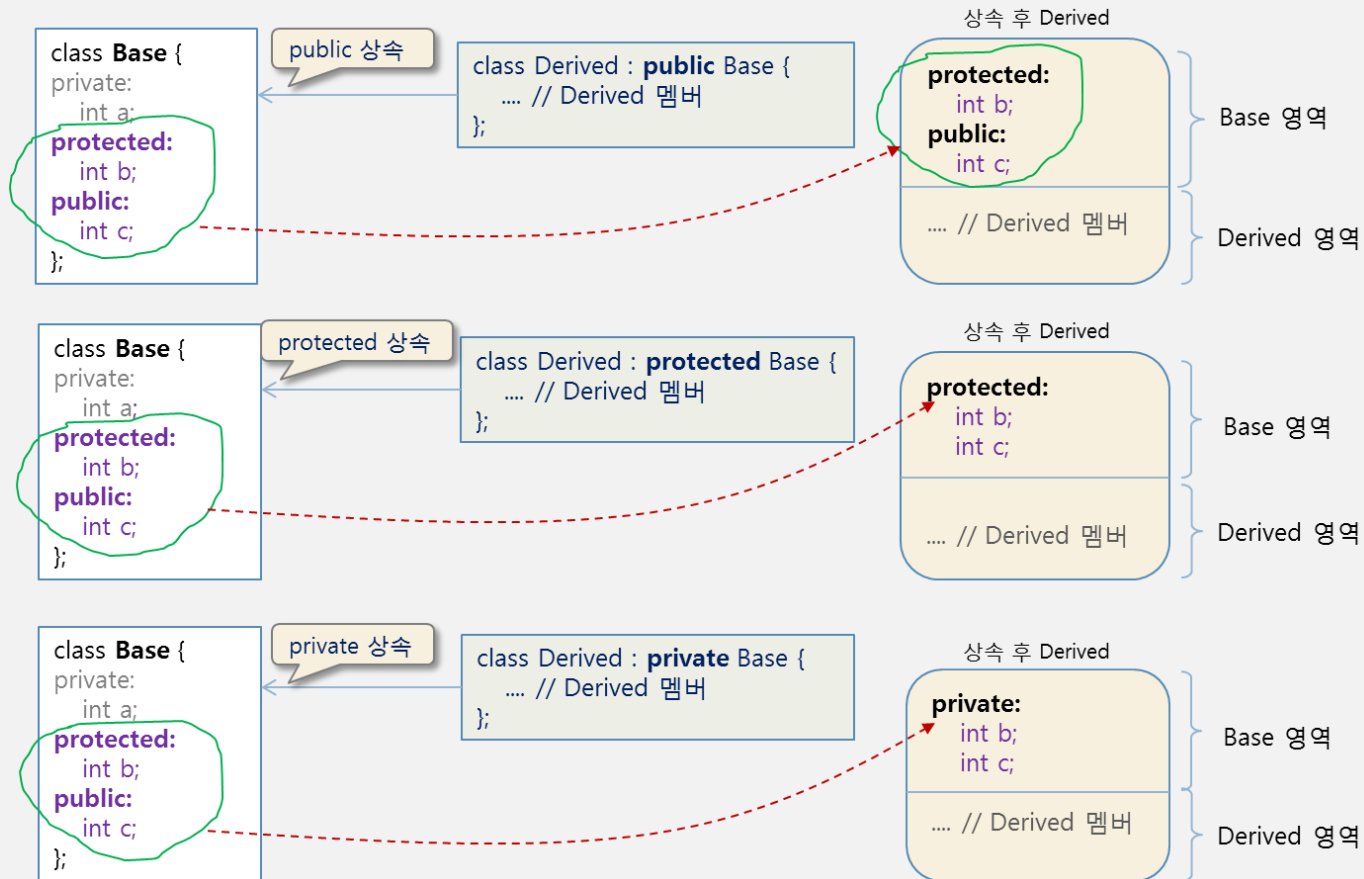 상속 후 Derived
class Base {
private:
int a;
protected:
int b;
public:
int c;
};
public 상속
class Derived : public Base {
.... // Derived 멤버
};
protected:
int b;
public:
int c;
.... // Derived 멤버
Base 영역
Derived 영역
상속 후 Derived
class Base {
private:
int a;
protected:
int b;
public:
int c;
};
protected 상속
class Derived : protected Base {
.... // Derived 멤버
};
protected:
int b;
int c;
.... // Derived 멤버
Base 영역
Derived 영역
상속 후 Derived
class Base {
private:
int a;
protected:
int b;
public:
int c;
};
private 상속
class Derived : private Base {
.... // Derived 멤버
};
private:
int b;
int c;
.... // Derived 멤버
Base 영역
Derived 영역